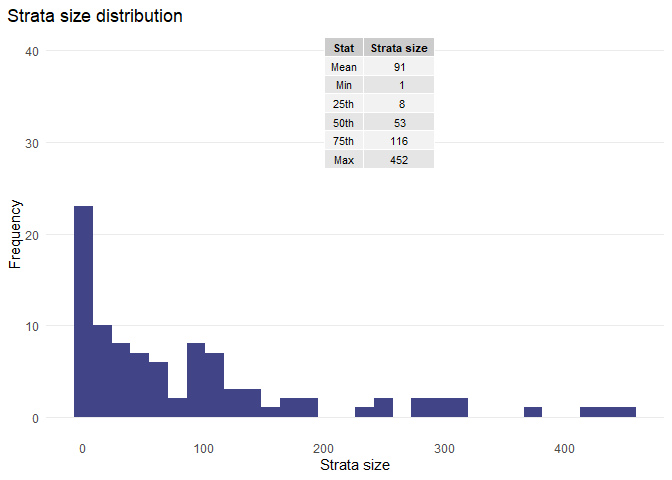 Strata size distribution
Stat Strata size
Mean 91
Min 1
25th 8
50th 53
75th 116
Max 452
Frequency
40
30
20
10
0
0 100 200 300 400
Strata size